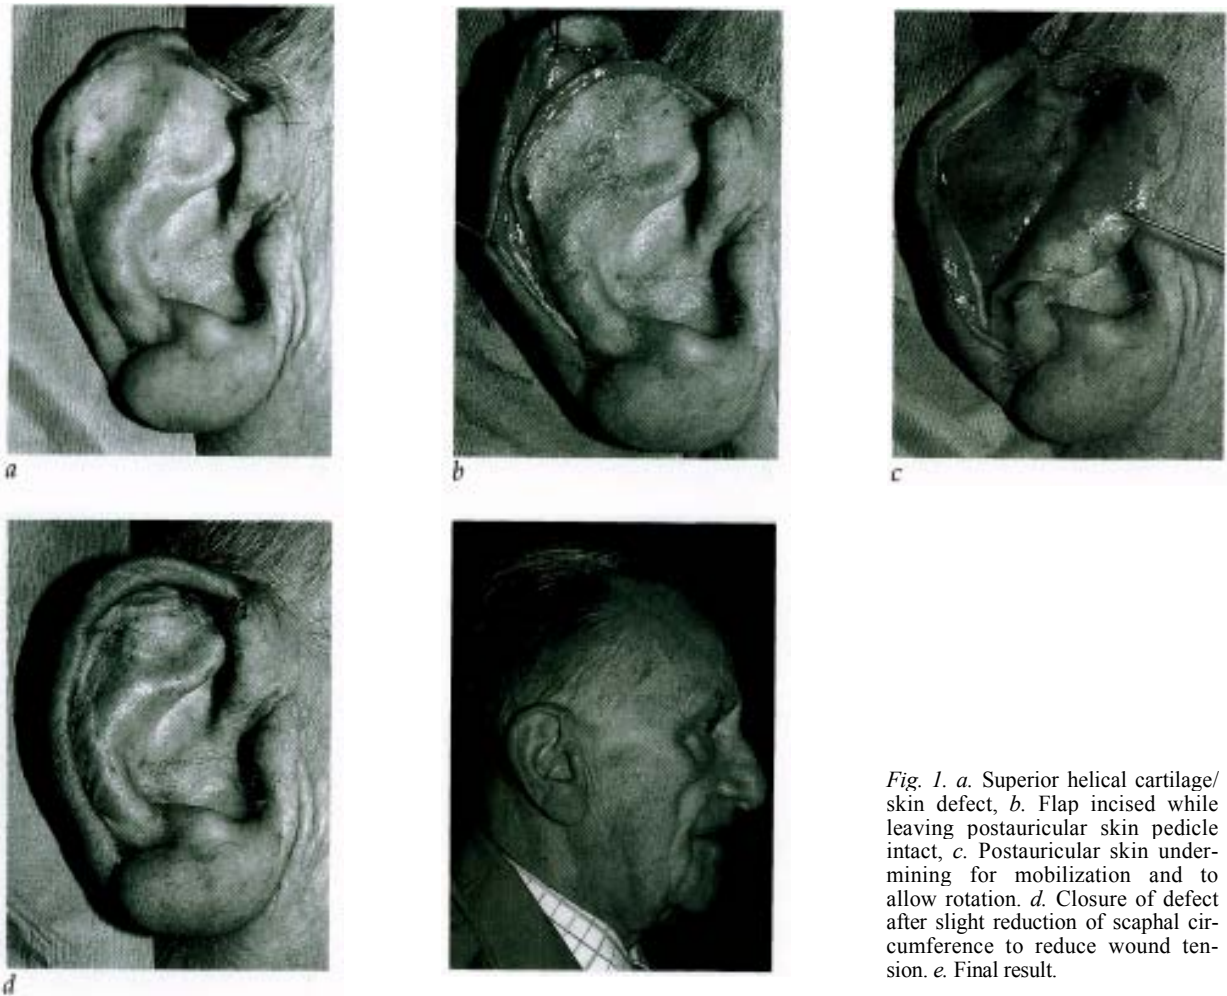 a
b
c
d
Fig. 1. a. Superior helical cartilage/
skin defect, b. Flap incised while
leaving postauricular skin pedicle
intact, c. Postauricular skin under-
mining for mobilization and to
allow rotation. d. Closure of defect
after slight reduction of scaphal cir-
cumference to reduce wound ten-
sion. e. Final result.